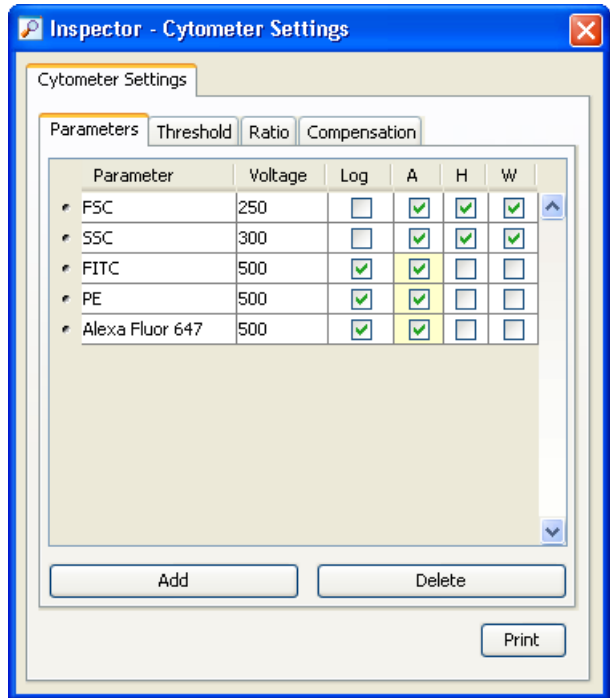 Inspector - Cytometer Settings
Cytometer Settings
Parameters Threshold Ratio Compensation
Parameter Voltage Log A H W
FSC 250
SSC 300
FITC 500
PE 500
Alexa Fluor 647 500
Add Delete
Print